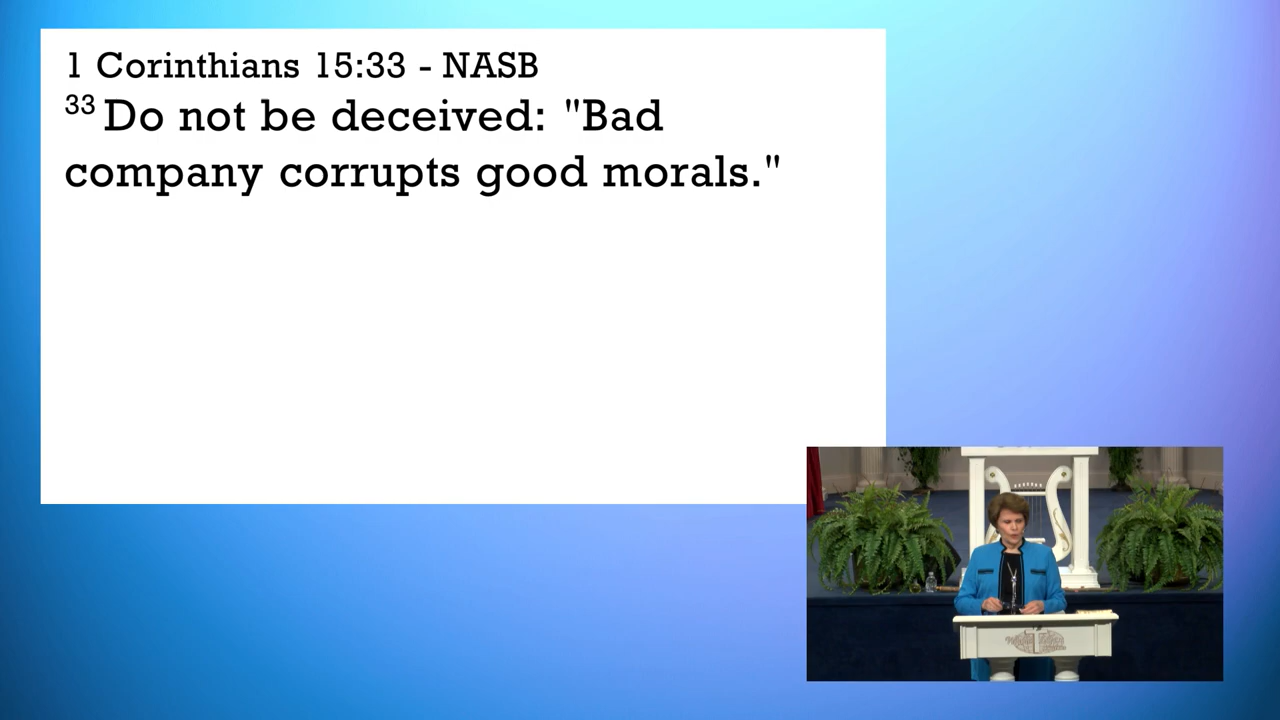 1 Corinthians 15:33 - NASB
33 Do not be deceived: "Bad
company corrupts good morals."